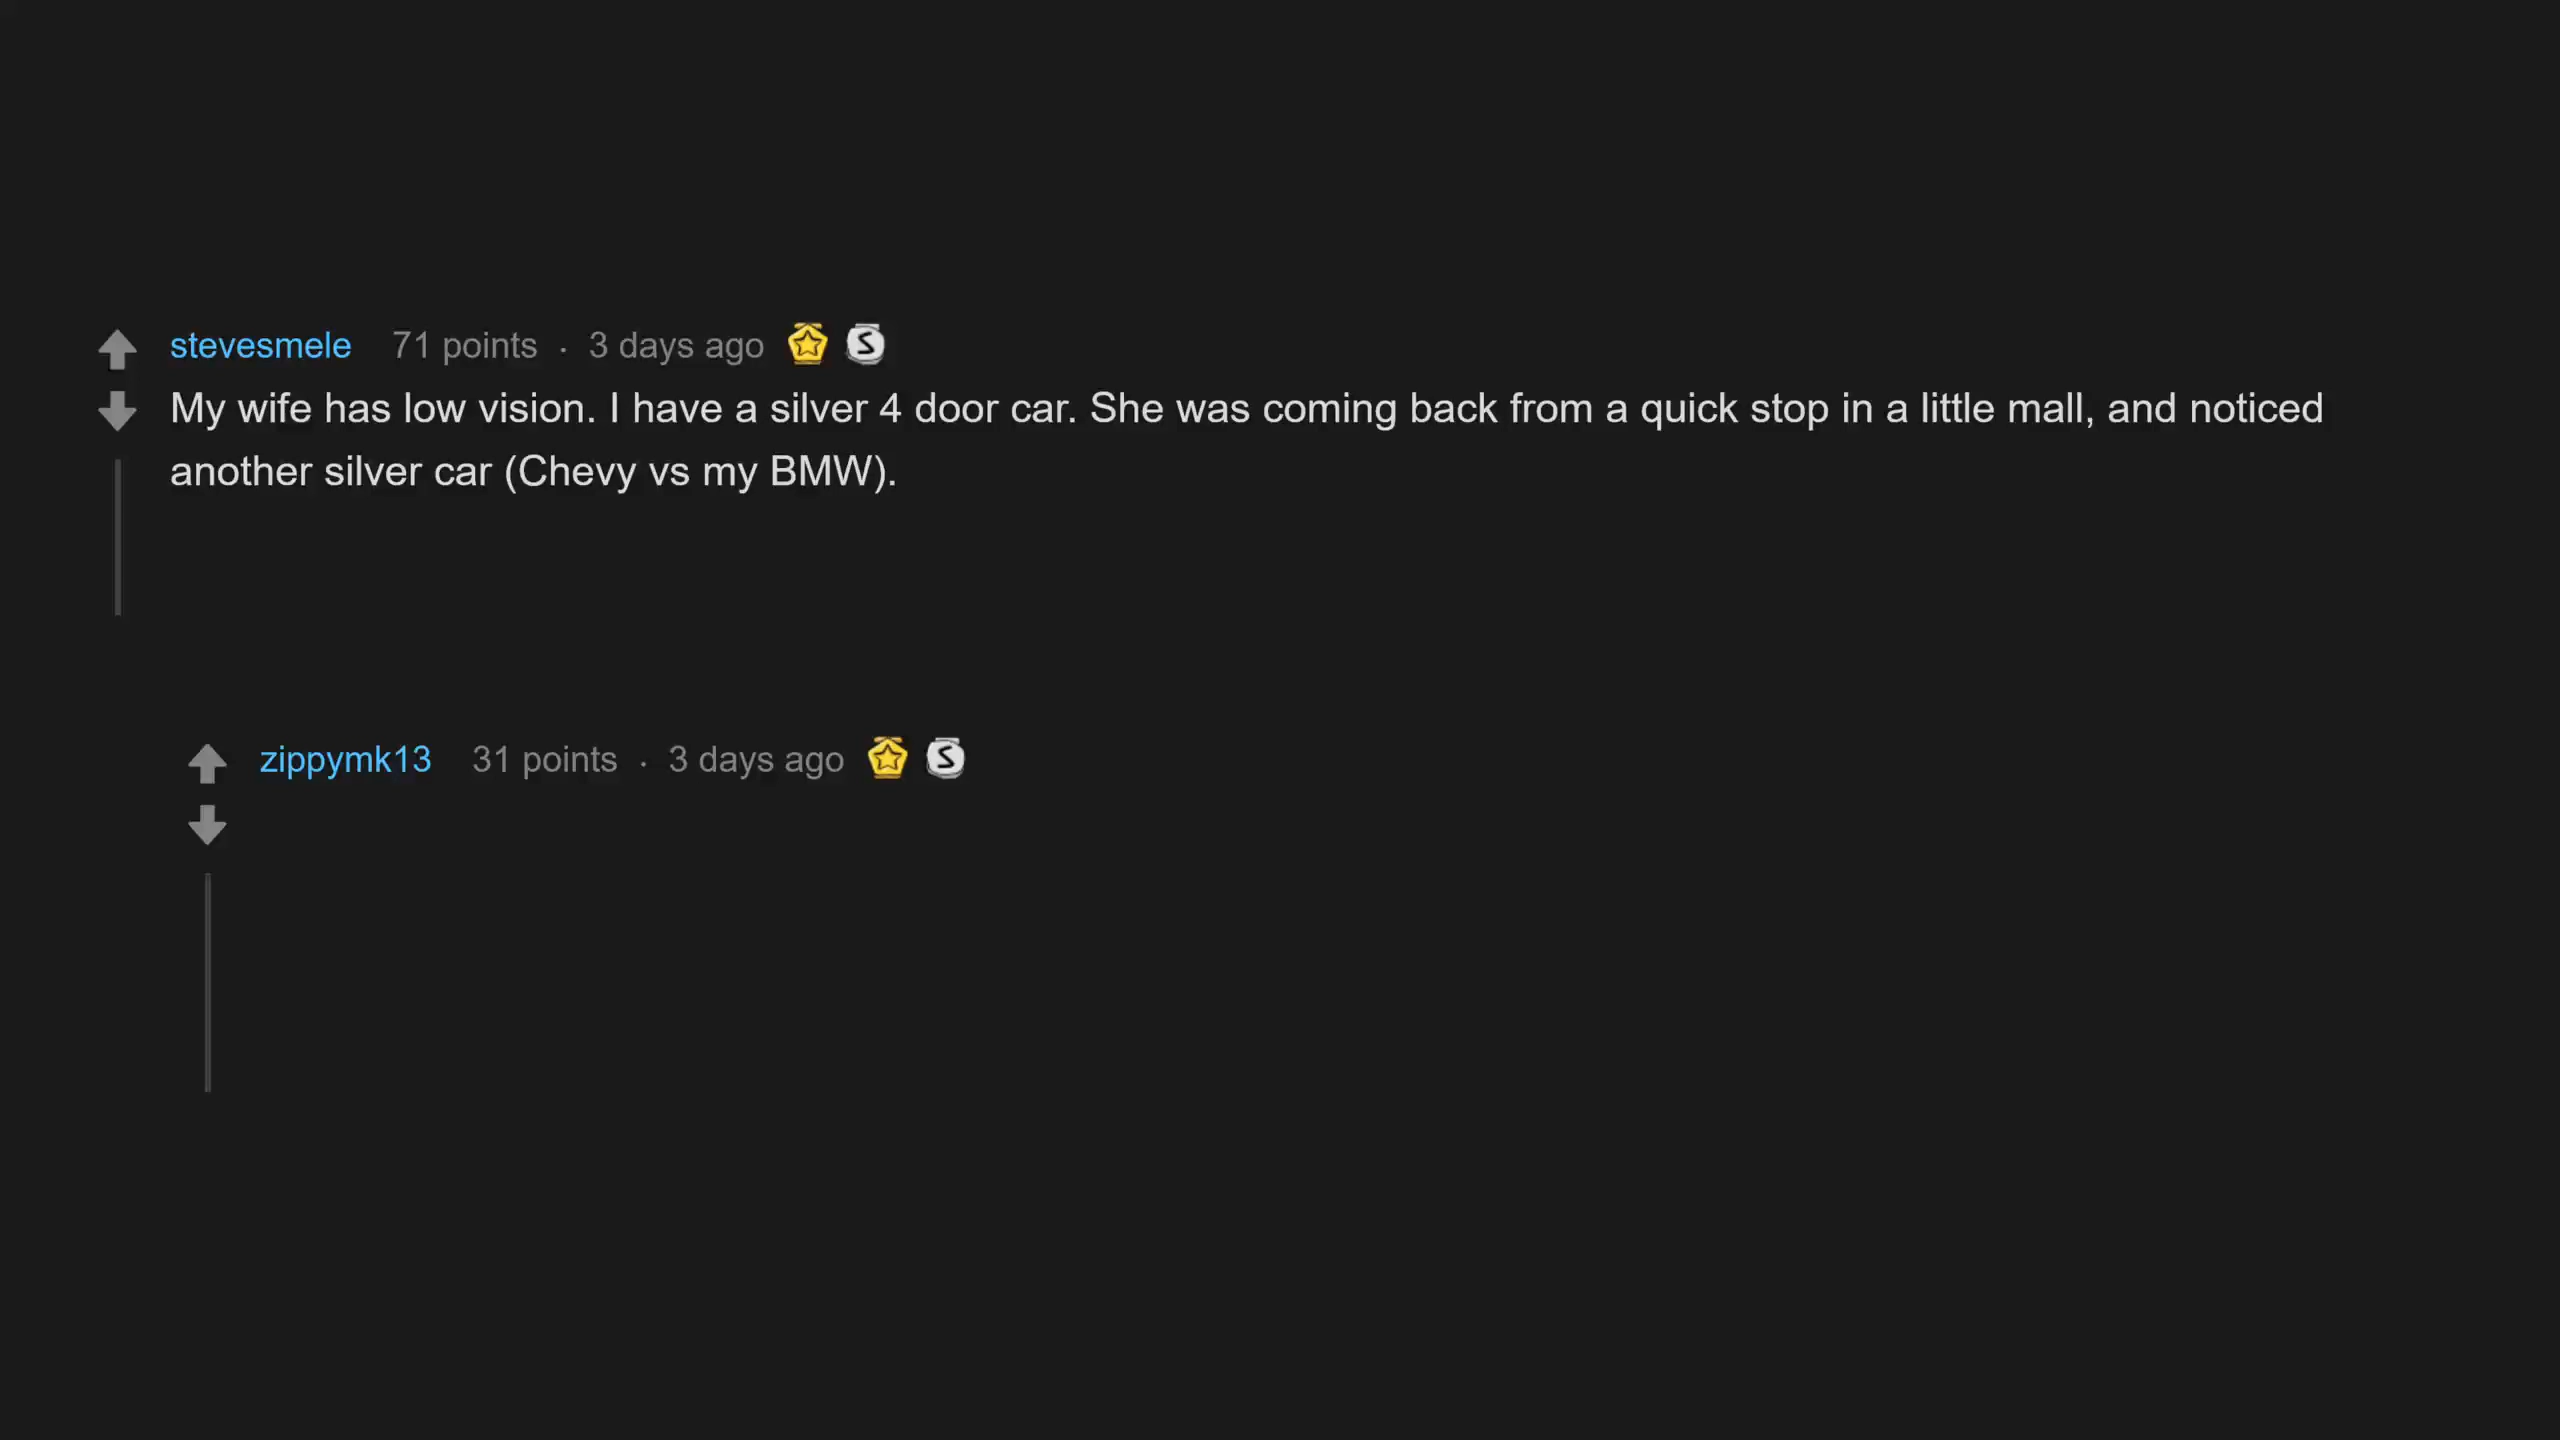 stevesmele 71 points · 3 days ago S
My wife has low vision. I have a silver 4 door car. She was coming back from a quick stop in a little mall, and noticed
another silver car (Chevy vs my BMW).
zippymk13 31 points · 3 days ago S